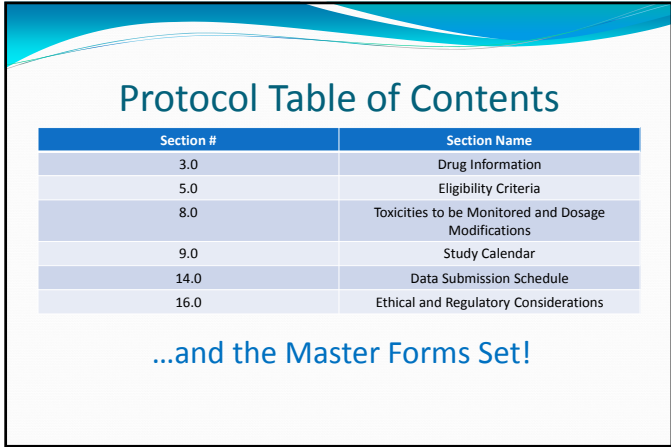 Protocol Table of Contents
Section # Section Name
3.0 Drug Information
5.0 Eligibility Criteria
8.0 Toxicities to be Monitored and Dosage
Modifications
9.0 Study Calendar
14.0 Data Submission Schedule
16.0 Ethical and Regulatory Considerations
…and the Master Forms Set!